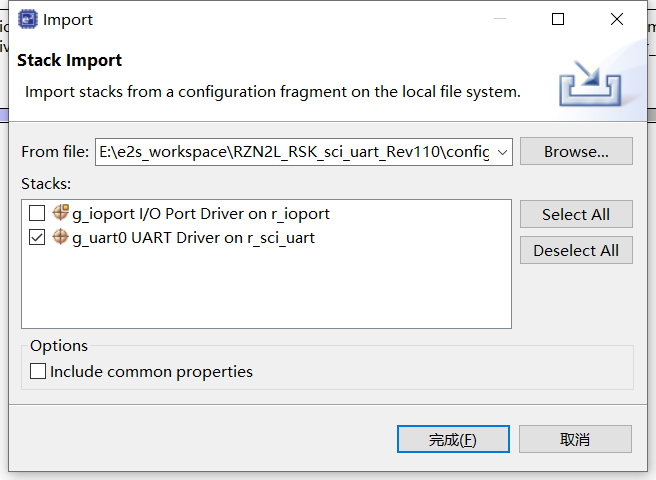 Import
Stack Import
Import stacks from a configuration fragment on the local file system.
From file: E:\e2s_workspace\RZN2L_RSK_sci_uart_Rev110\config Browse...
Stacks:
g_ioport I/O Port Driver on r_ioport
g_uart0 UART Driver on r_sci_uart
Select All
Deselect All
Options
Include common properties
完成(F)
取消